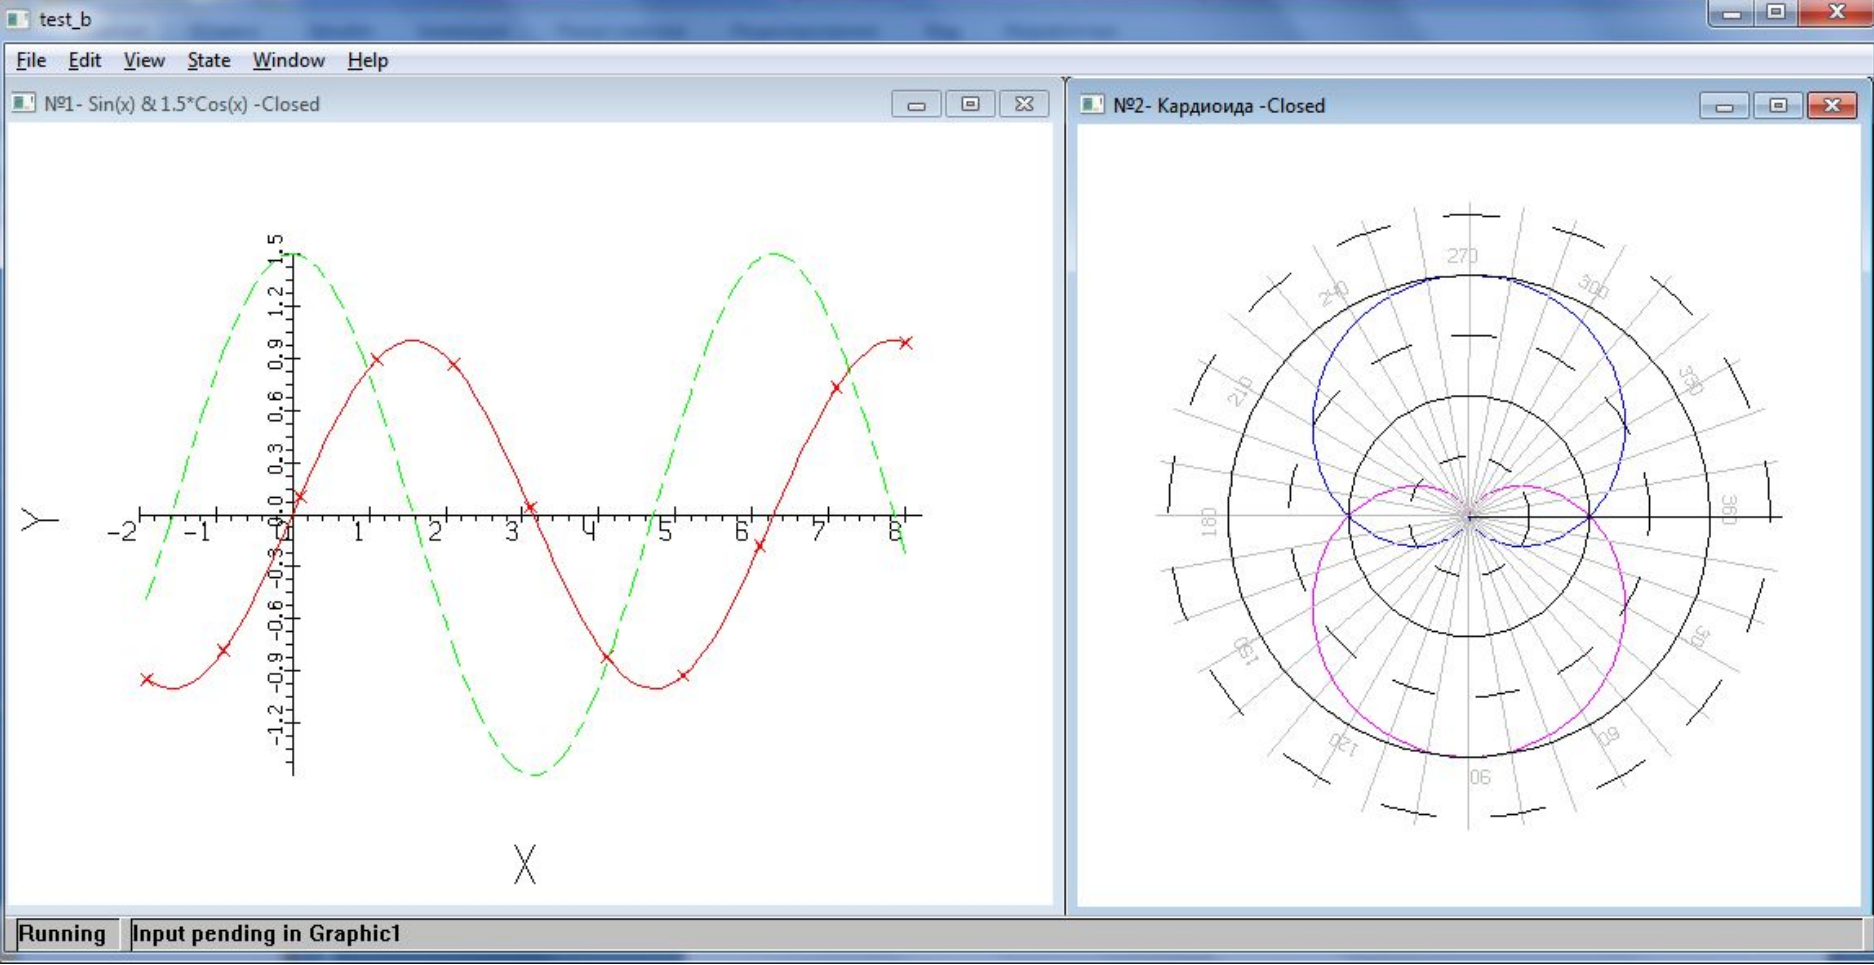 test_b
File Edit View State Window Help
№1- Sin(x) & 1.5*Cos(x) -Closed
№2- Кардиоида -Closed
1.5
1.2
0.9
0.6
0.3
0.0
-0.3
-0.6
-0.9
-1.2
-2 -1 0 1 2 3 4 5 6 7 8
Y
X
270
240 300
210 330
180 360
150 30
120 60
90
Running Input pending in Graphic1